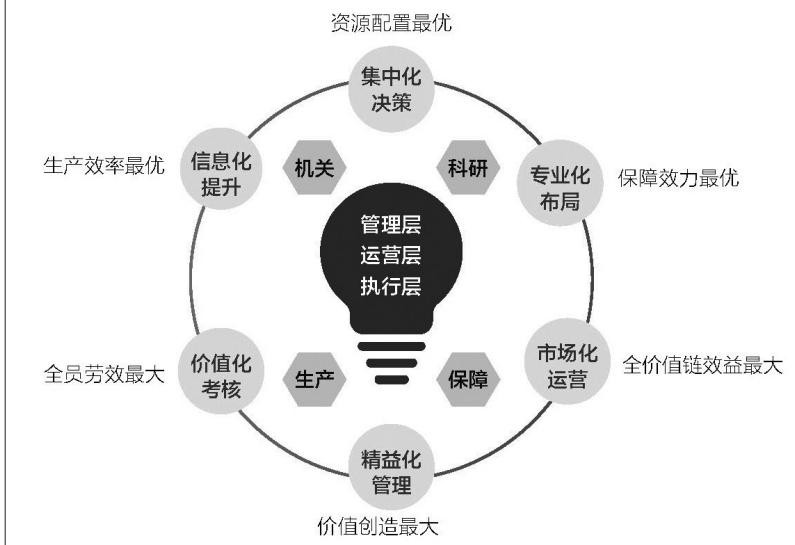 资源配置最优
集中化
决策
生产效率最优
信息化
提升
机关
科研
专业化
布局
保障效力最优
管理层
运营层
执行层
全员劳效最大
价值化
考核
生产
保障
市场化
运营
全价值链效益最大
精益化
管理
价值创造最大